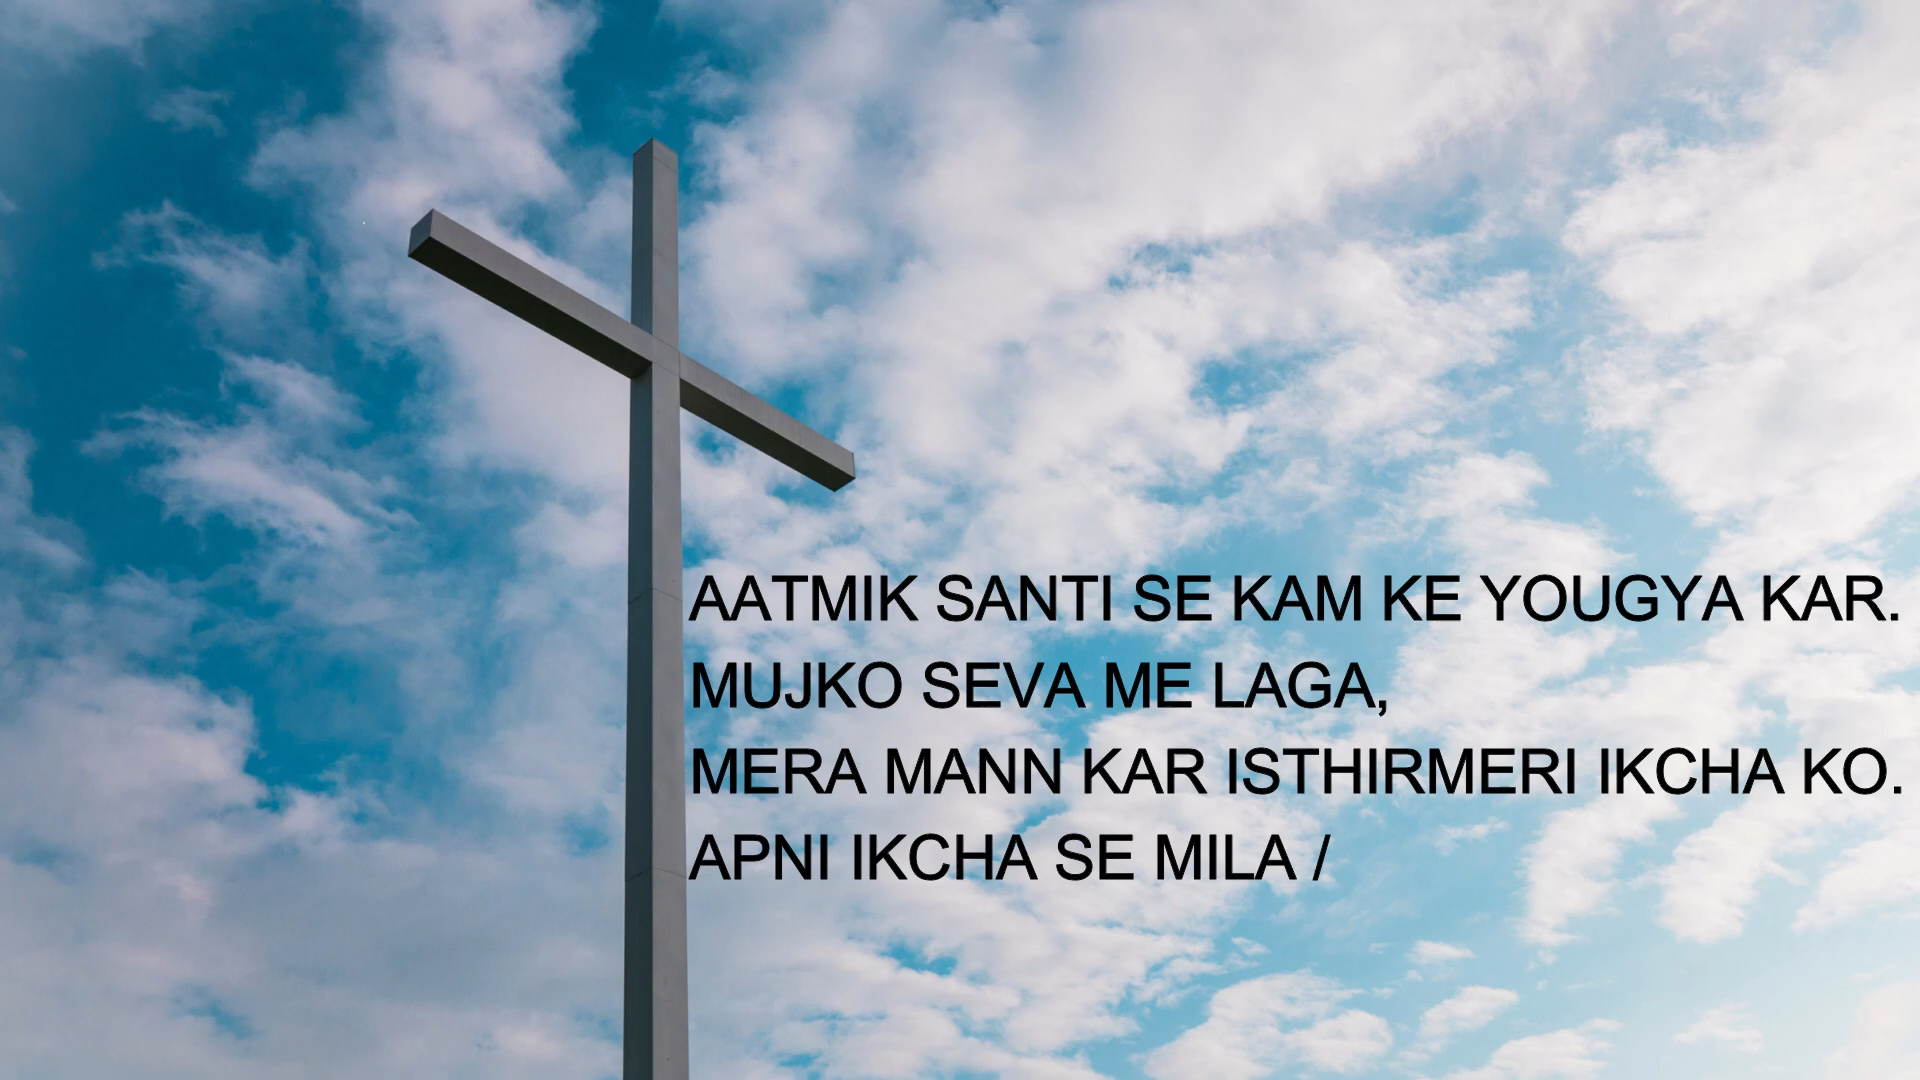 AATMIK SANTI SE KAM KE YOUGYA KAR.
MUJKO SEVA ME LAGA,
MERA MANN KAR ISTHIRMERI IKCHA KO.
APNI IKCHA SE MILA /